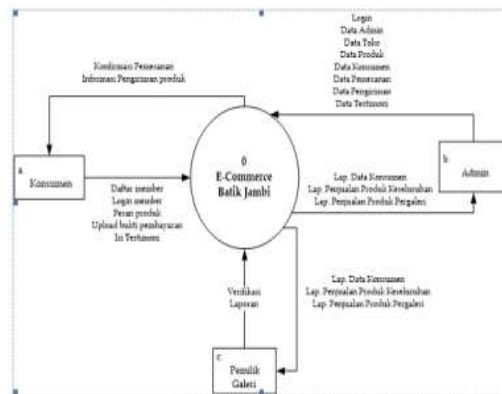 Login
Data Admin
Data Toko
Data Produk
Data Konsumen
Data Pemesanan
Data Pengiriman
Data Testimoni
Konfirmasi Pemesanan
Informasi Pengiriman produk
0
E-Commerce
Batik Jambi
a.
Konsumen
b.
Admin
Daftar member
Login member
Pesan produk
Upload bukti pembayaran
Isi Testimoni
Lap. Data Konsumen
Lap. Penjualan Produk Keseluruhan
Lap. Penjualan Produk Pergaleri
Verifikasi
Laporan
Lap. Data Konsumen
Lap. Penjualan Produk Keseluruhan
Lap. Penjualan Produk Pergaleri
c.
Pemilik
Galeri